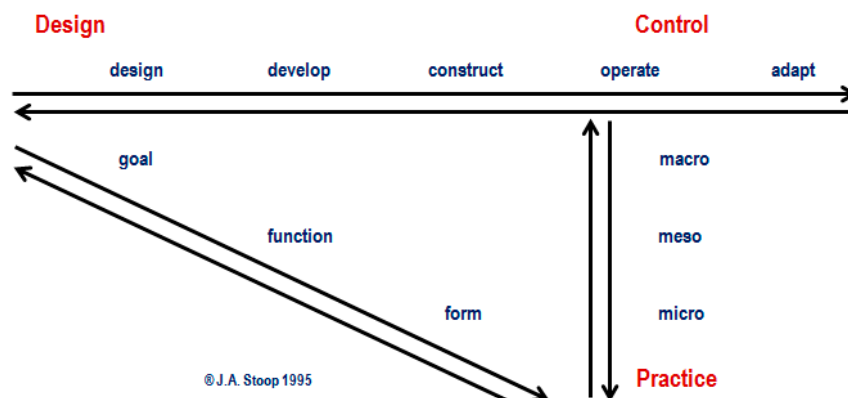 Design Control
design develop construct operate adapt
goal macro
function meso
form micro
® J.A. Stoop 1995 Practice